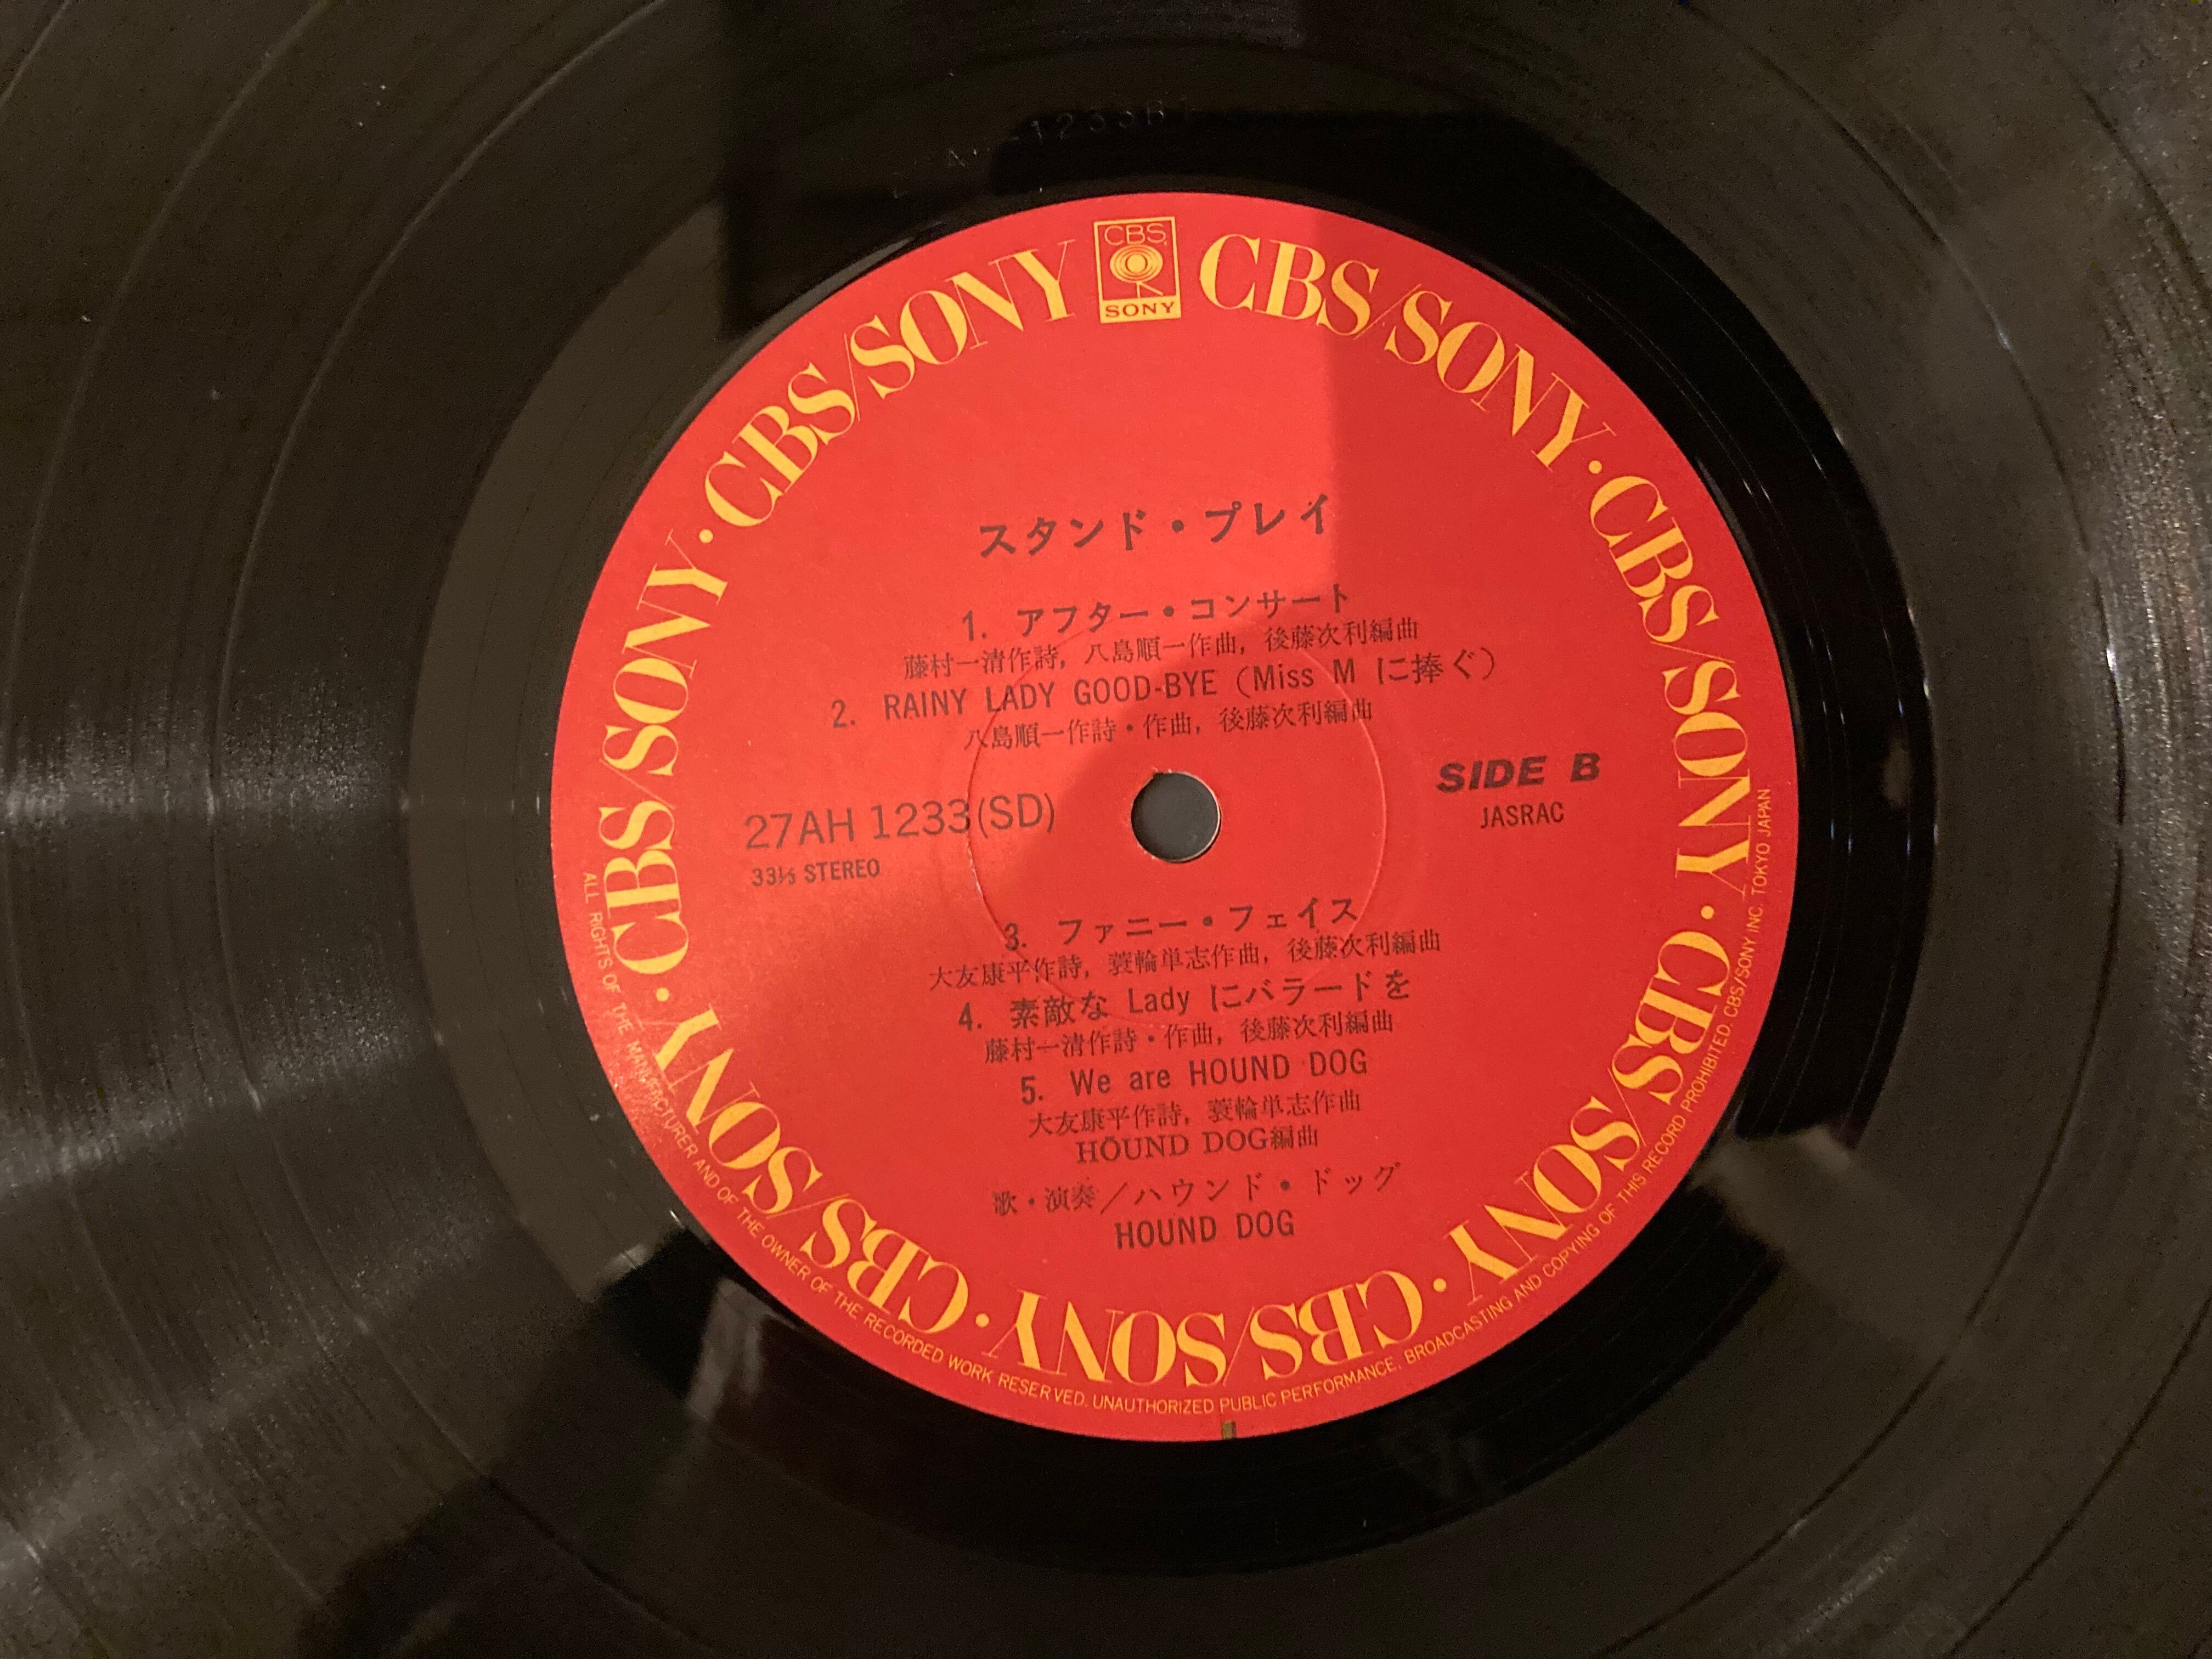 CBS
SONY
CBS/SONY・CBS/SONY・CBS/SONY・CBS/SONY・CBS/SONY・CBS/SONY・CBS/SONY・CBS/SONY
スタンド・プレイ
1. アフター・コンサート
藤村一清作詩, 八島順一作曲, 後藤次利編曲
2. RAINY LADY GOOD-BYE (Miss M に捧ぐ)
八島順一作詩・作曲, 後藤次利編曲
27AH 1233(SD)
33⅓ STEREO
SIDE B
JASRAC
3. ファニー・フェイス
大友康平作詩, 蓑輪単志作曲, 後藤次利編曲
4. 素敵な Lady にバラードを
藤村一清作詩・作曲, 後藤次利編曲
5. We are HOUND DOG
大友康平作詩, 蓑輪単志作曲
HOUND DOG編曲
歌・演奏／ハウンド・ドッグ
HOUND DOG
ALL RIGHTS OF THE MANUFACTURER AND OF THE OWNER OF THE RECORDED WORK RESERVED. UNAUTHORIZED PUBLIC PERFORMANCE, BROADCASTING AND COPYING OF THIS RECORD PROHIBITED. CBS/SONY INC. TOKYO JAPAN